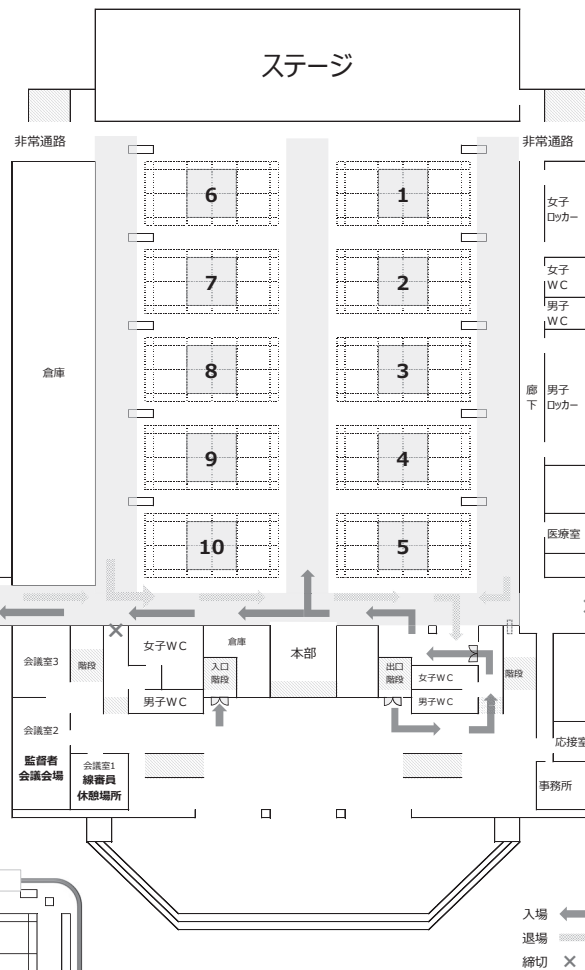 ステージ
非常通路
非常通路
6
1
女子
ロッカー
7
2
女子
WC
男子
WC
倉庫
8
3
廊下
男子
ロッカー
9
4
医療室
10
5
会議室3
階段
女子WC
倉庫
本部
入口
階段
出口
階段
女子WC
階段
男子WC
男子WC
会議室2
監督者
会議会場
会議室1
線審員
休憩場所
応接室
事務所
入場
退場
締切 ×